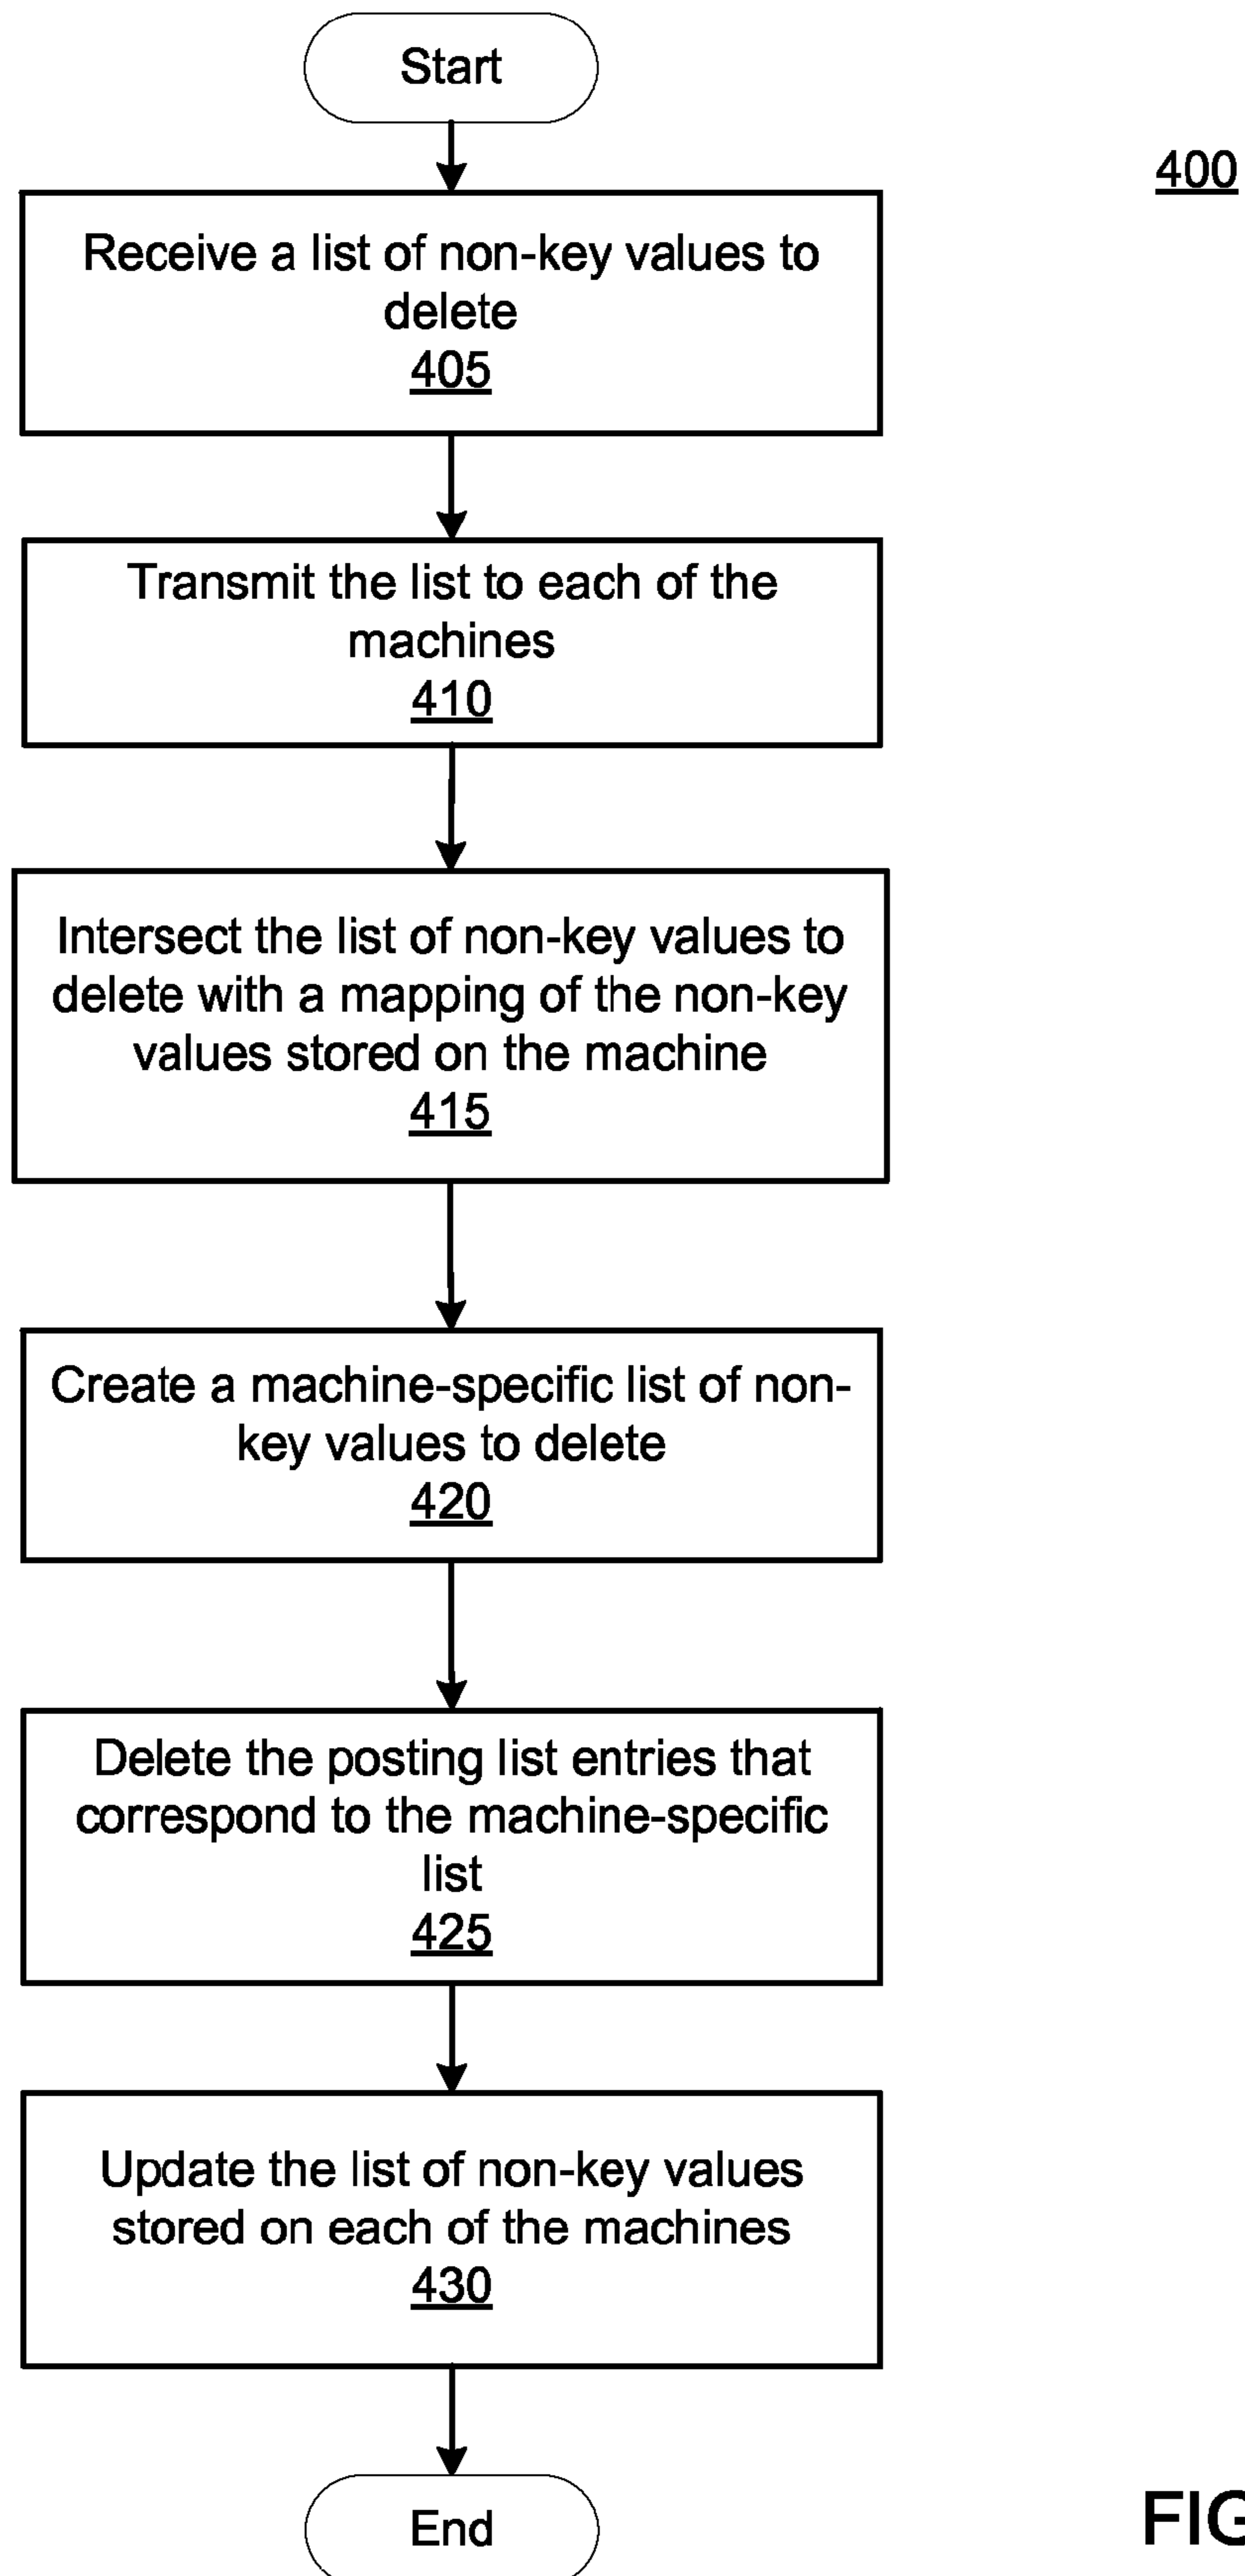 Start
400
Receive a list of non-key values to
delete
405
Transmit the list to each of the
machines
410
Intersect the list of non-key values to
delete with a mapping of the non-key
values stored on the machine
415
Create a machine-specific list of non-
key values to delete
420
Delete the posting list entries that
correspond to the machine-specific
list
425
Update the list of non-key values
stored on each of the machines
430
End
FIG